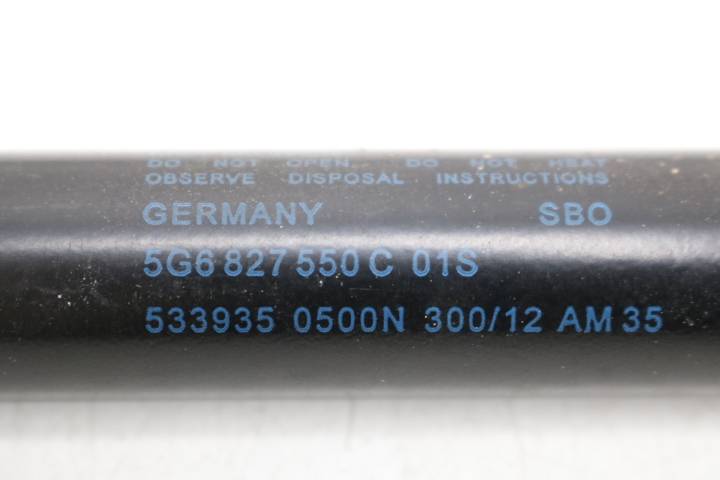 DO NOT OPEN. DO NOT HEAT
OBSERVE DISPOSAL INSTRUCTIONS
GERMANY SBO
5G6 827 550 C 01S
533935 0500N 300/12 AM 35